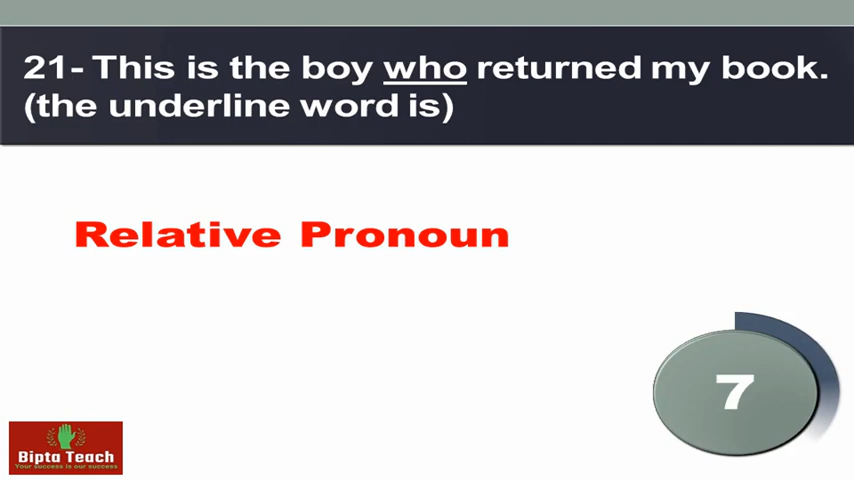 21- This is the boy who returned my book.
(the underline word is)
Relative Pronoun
7
Bipta Teach
Your success is our success